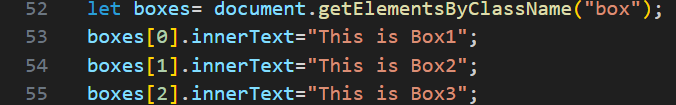 52 let boxes= document.getElementsByClassName("box");
53 boxes[0].innerText="This is Box1";
54 boxes[1].innerText="This is Box2";
55 boxes[2].innerText="This is Box3";